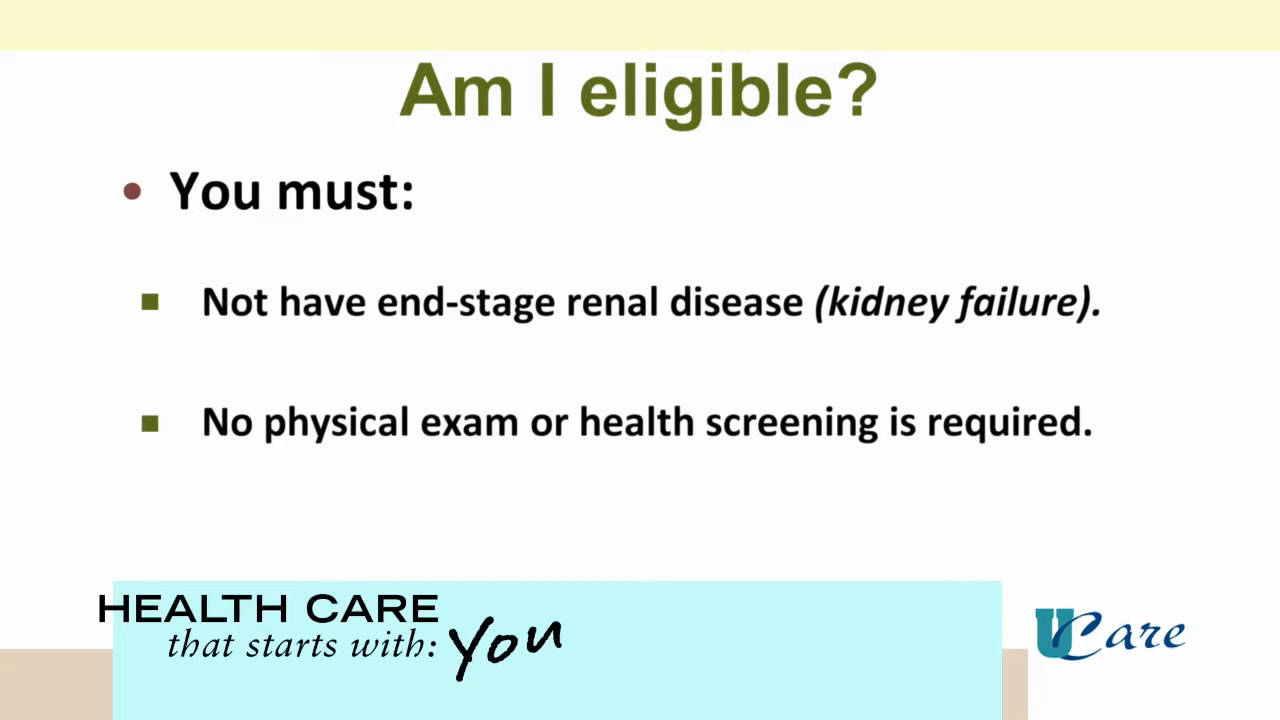 Am I eligible?
• You must:
▪ Not have end-stage renal disease (kidney failure).
▪ No physical exam or health screening is required.
HEALTH CARE
that starts with: You
UCare